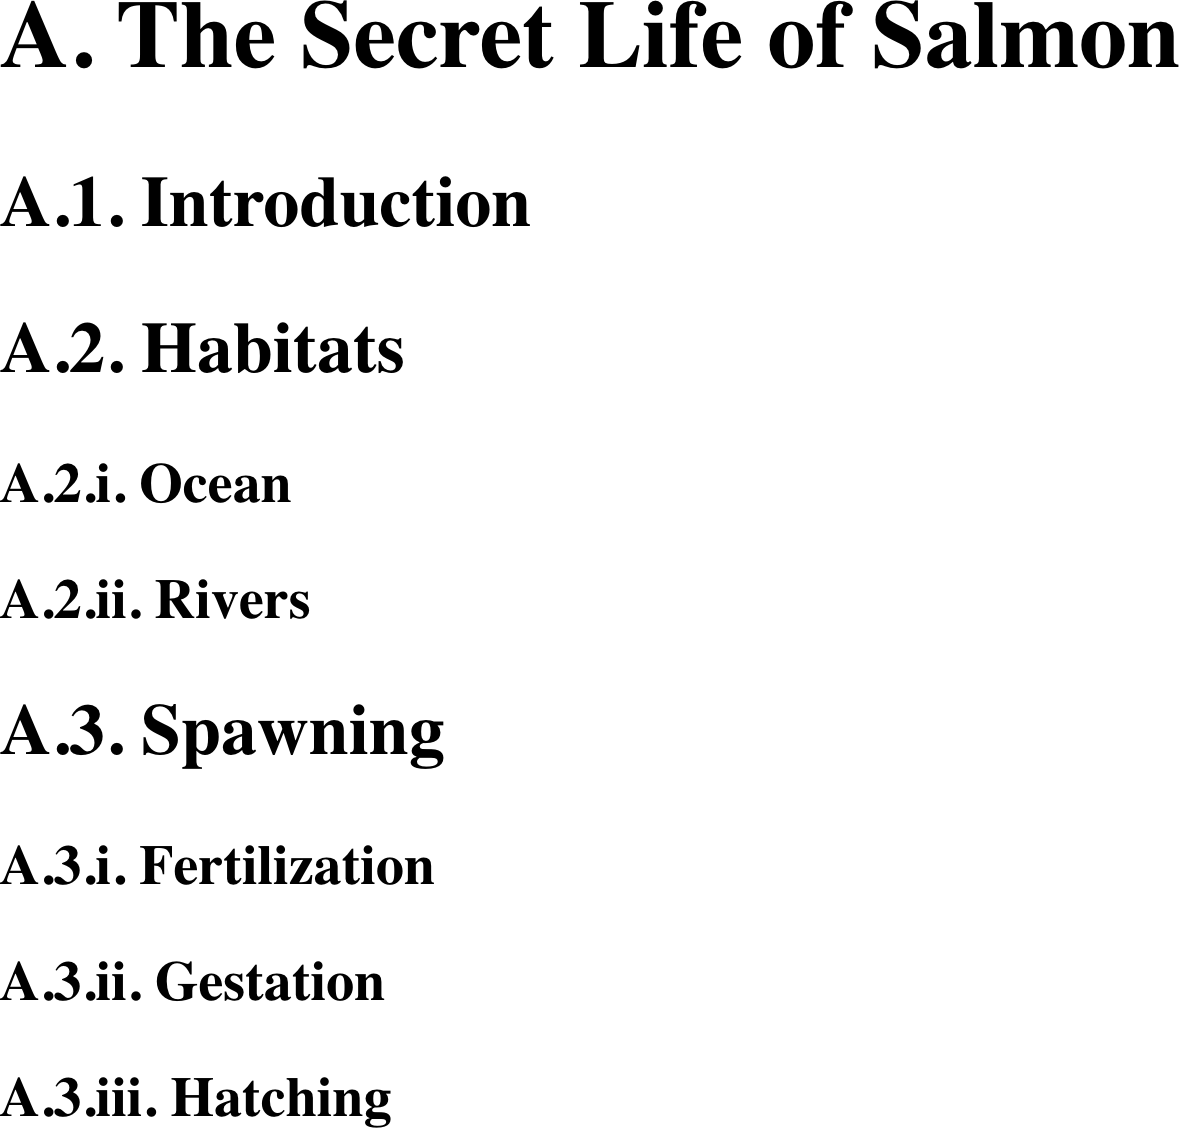 A. The Secret Life of Salmon
A.1. Introduction
A.2. Habitats
A.2.i. Ocean
A.2.ii. Rivers
A.3. Spawning
A.3.i. Fertilization
A.3.ii. Gestation
A.3.iii. Hatching